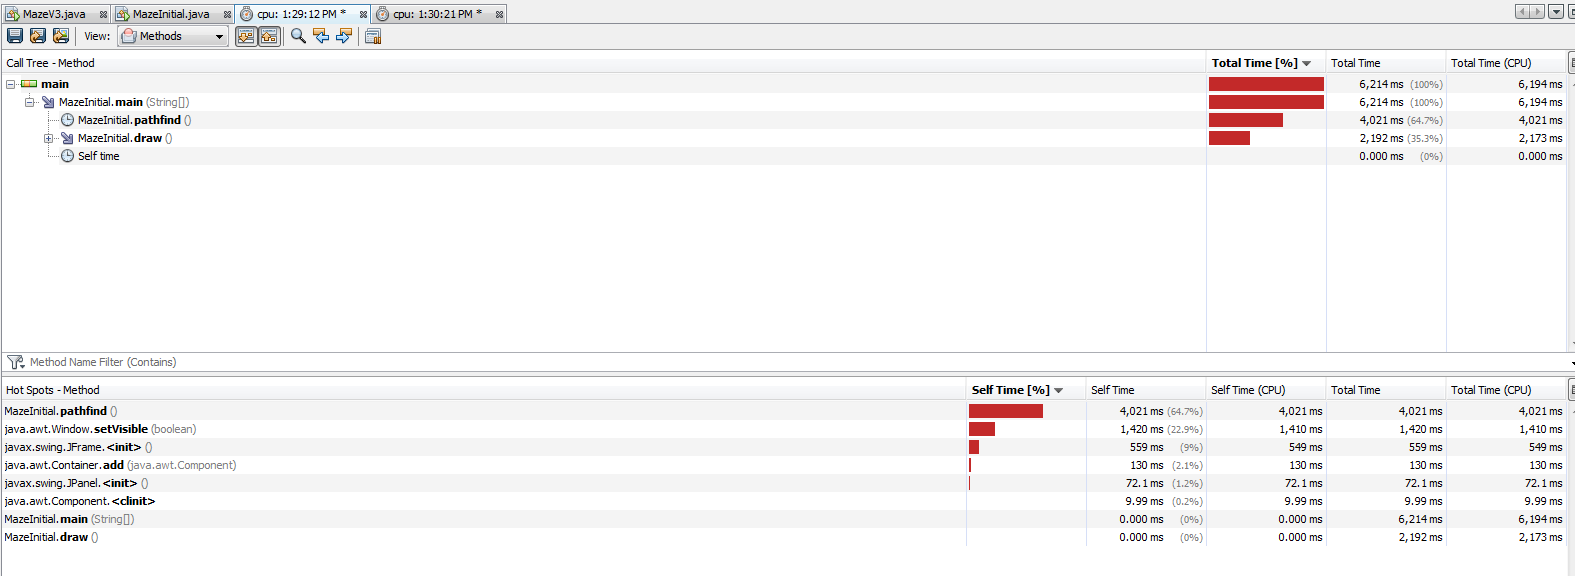 MazeV3.java MazeInitial.java cpu: 1:29:12 PM * cpu: 1:30:21 PM *
View: Methods
Call Tree - Method Total Time [%] Total Time Total Time (CPU)
main 6,214 ms (100%) 6,194 ms
MazeInitial.main (String[]) 6,214 ms (100%) 6,194 ms
MazeInitial.pathfind () 4,021 ms (64.7%) 4,021 ms
MazeInitial.draw () 2,192 ms (35.3%) 2,173 ms
Self time 0.000 ms (0%) 0.000 ms
Method Name Filter (Contains)
Hot Spots - Method Self Time [%] Self Time Self Time (CPU) Total Time Total Time (CPU)
MazeInitial.pathfind () 4,021 ms (64.7%) 4,021 ms 4,021 ms 4,021 ms
java.awt.Window.setVisible (boolean) 1,420 ms (22.9%) 1,410 ms 1,420 ms 1,410 ms
javax.swing.JFrame.<init> () 559 ms (9%) 549 ms 559 ms 549 ms
java.awt.Container.add (java.awt.Component) 130 ms (2.1%) 130 ms 130 ms 130 ms
javax.swing.JPanel.<init> () 72.1 ms (1.2%) 72.1 ms 72.1 ms 72.1 ms
java.awt.Component.<clinit> 9.99 ms (0.2%) 9.99 ms 9.99 ms 9.99 ms
MazeInitial.main (String[]) 0.000 ms (0%) 0.000 ms 6,214 ms 6,194 ms
MazeInitial.draw () 0.000 ms (0%) 0.000 ms 2,192 ms 2,173 ms